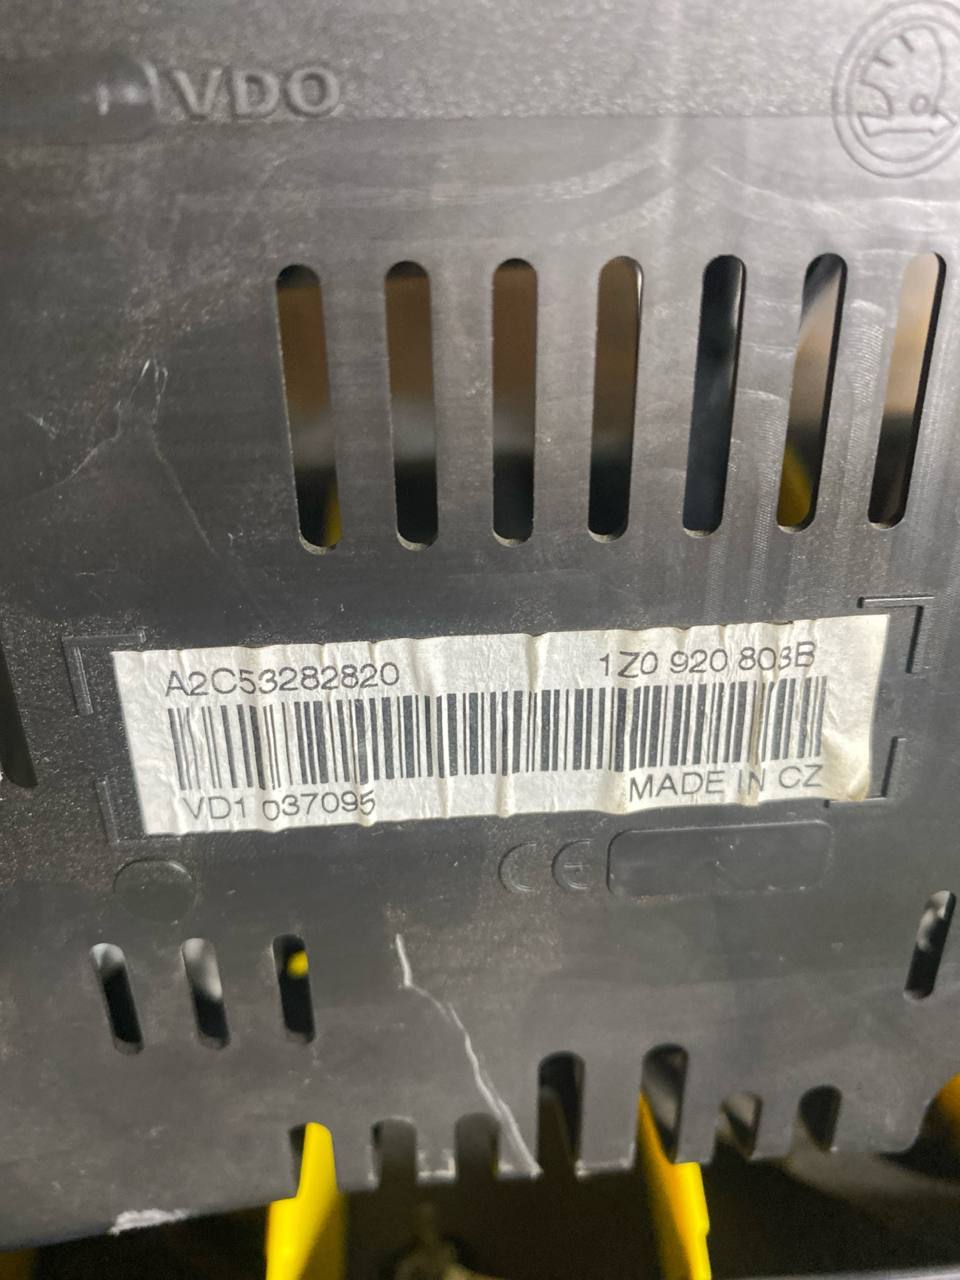 VDO
A2C53282820 1Z0 920 803B
VD1 037095 MADE IN CZ
CE